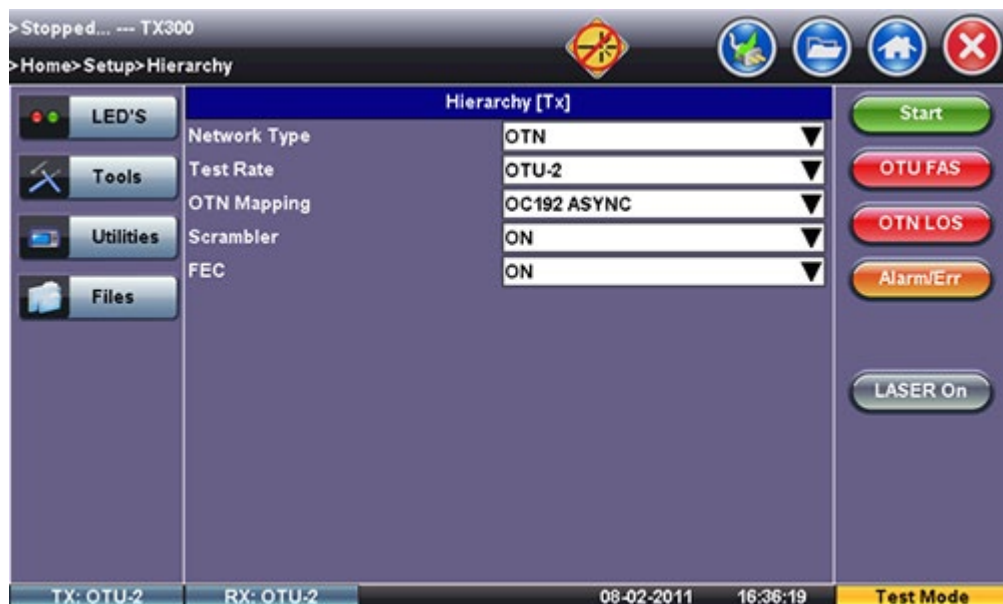 >Stopped... --- TX300
>Home>Setup>Hierarchy
LED'S
Tools
Utilities
Files
Hierarchy [Tx]
Network Type OTN
Test Rate OTU-2
OTN Mapping OC192 ASYNC
Scrambler ON
FEC ON
Start
OTU FAS
OTN LOS
Alarm/Err
LASER On
TX: OTU-2 RX: OTU-2 08-02-2011 16:36:19 Test Mode